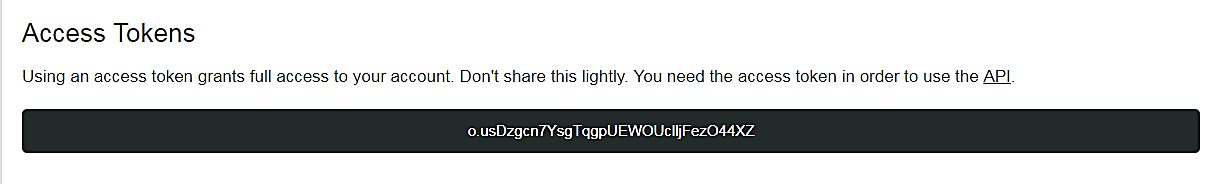 Access Tokens
Using an access token grants full access to your account. Don't share this lightly. You need the access token in order to use the API.
o.usDzgcn7YsgTqgpUEWOUclljFezO44XZ